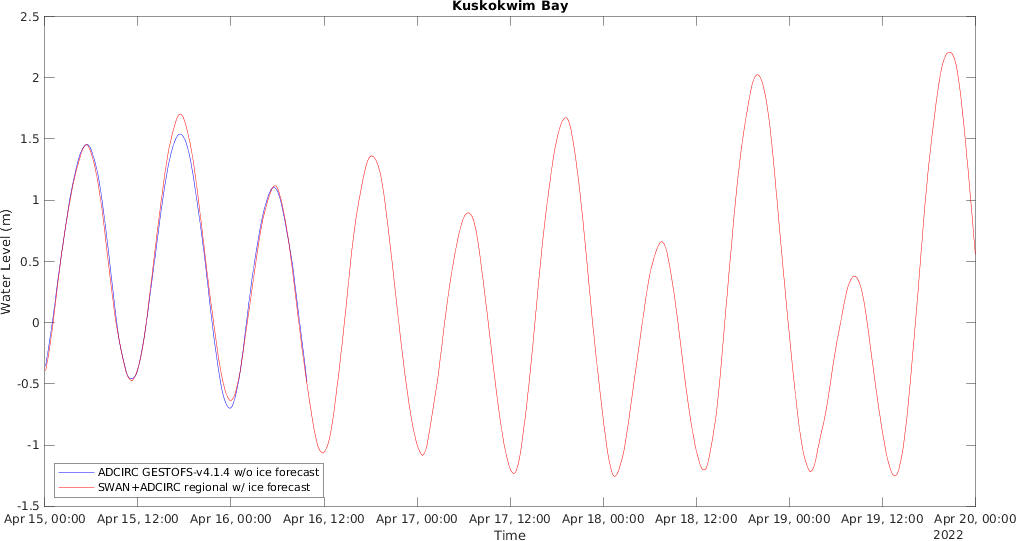 Kuskokwim Bay
2.5
2
1.5
1
0.5
0
-0.5
-1
-1.5
Water Level (m)
ADCIRC GESTOFS-v4.1.4 w/o ice forecast
SWAN+ADCIRC regional w/ ice forecast
Apr 15, 00:00 Apr 15, 12:00 Apr 16, 00:00 Apr 16, 12:00 Apr 17, 00:00 Apr 17, 12:00 Apr 18, 00:00 Apr 18, 12:00 Apr 19, 00:00 Apr 19, 12:00 Apr 20, 00:00
Time
2022